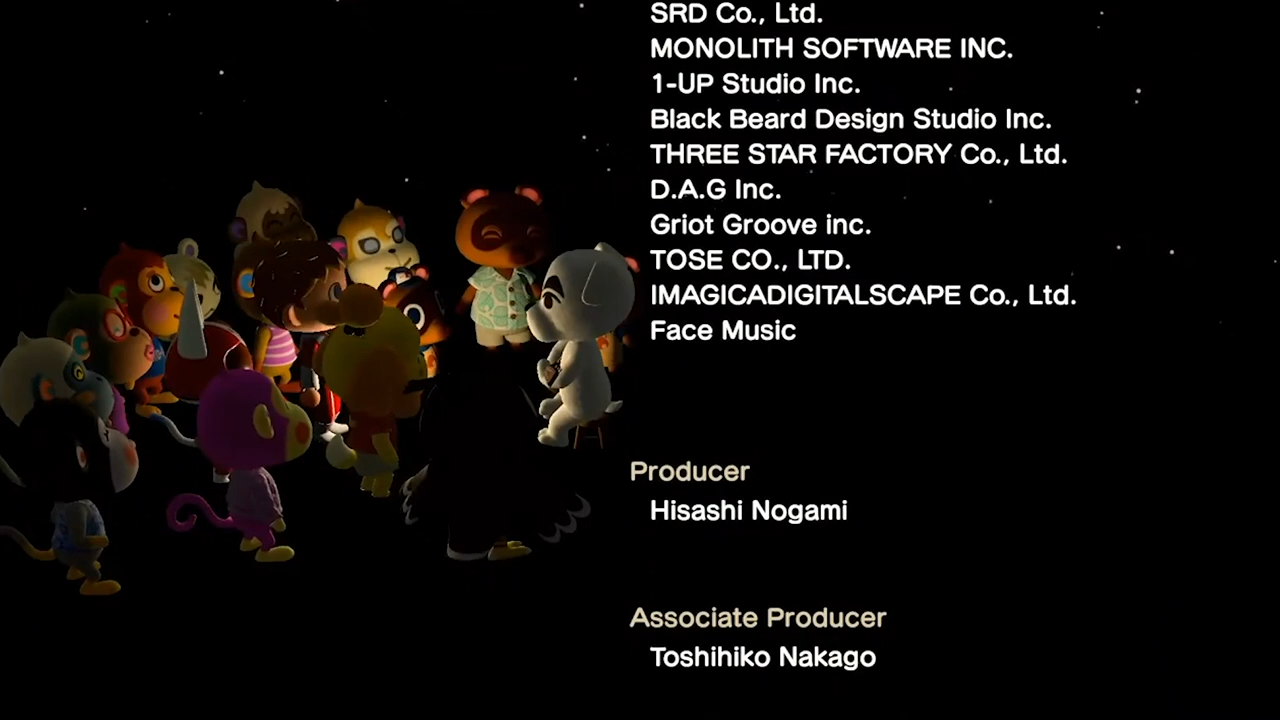 SRD Co., Ltd.
MONOLITH SOFTWARE INC.
1-UP Studio Inc.
Black Beard Design Studio Inc.
THREE STAR FACTORY Co., Ltd.
D.A.G Inc.
Griot Groove inc.
TOSE CO., LTD.
IMAGICADIGITALSCAPE Co., Ltd.
Face Music
Producer
Hisashi Nogami
Associate Producer
Toshihiko Nakago